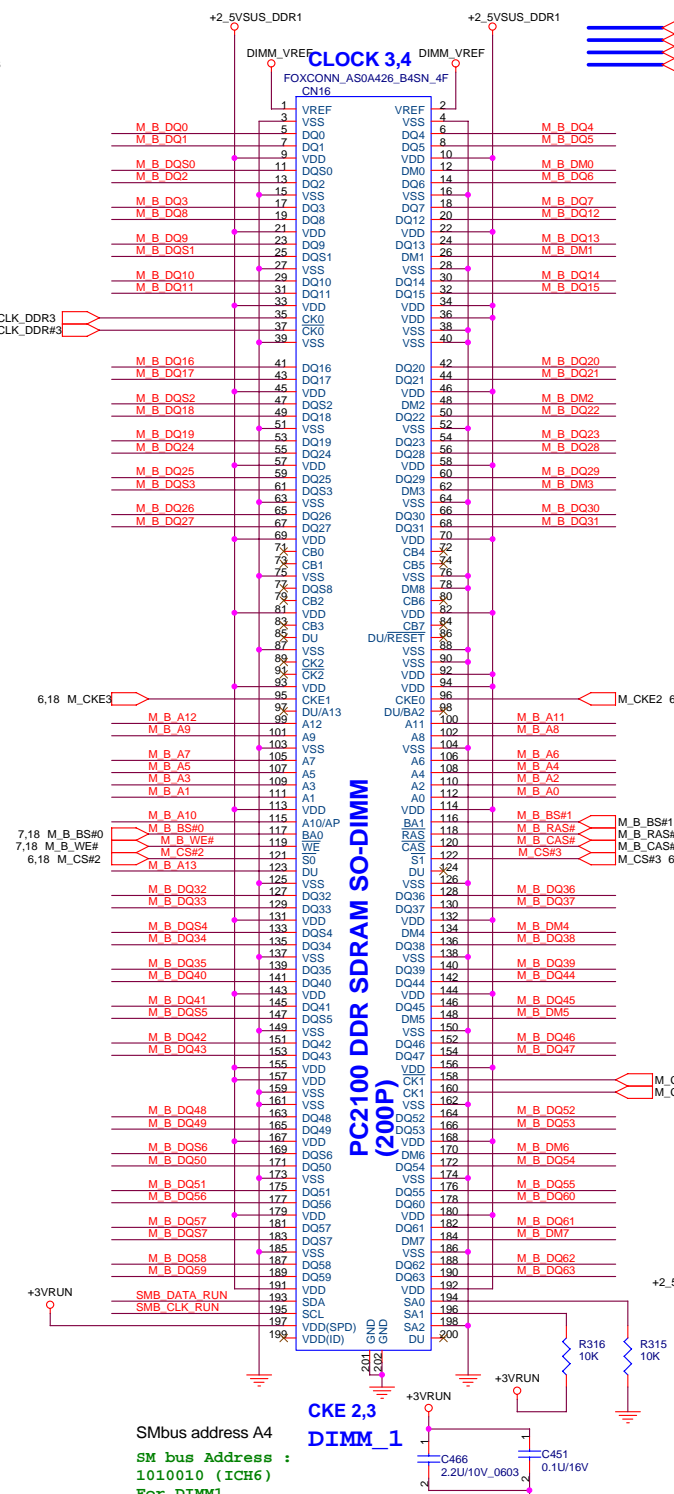 +2_5VSUS_DDR1 +2_5VSUS_DDR1
DIMM_VREF DIMM_VREF
CLOCK 3,4
FOXCONN_AS0A426_B4SN_4F
CN16
1 VREF VREF 2
3 VSS VSS 4
M_B_DQ0 5 DQ0 DQ4 6 M_B_DQ4
M_B_DQ1 7 DQ1 DQ5 8 M_B_DQ5
9 VDD VDD 10
M_B_DQS0 11 DQS0 DM0 12 M_B_DM0
M_B_DQ2 13 DQ2 DQ6 14 M_B_DQ6
15 VSS VSS 16
M_B_DQ3 17 DQ3 DQ7 18 M_B_DQ7
M_B_DQ8 19 DQ8 DQ12 20 M_B_DQ12
21 VDD VDD 22
M_B_DQ9 23 DQ9 DQ13 24 M_B_DQ13
M_B_DQS1 25 DQS1 DM1 26 M_B_DM1
27 VSS VSS 28
M_B_DQ10 29 DQ10 DQ14 30 M_B_DQ14
M_B_DQ11 31 DQ11 DQ15 32 M_B_DQ15
33 VDD VDD 34
CLK_DDR3 35 CK0 VDD 36
CLK_DDR#3 37 CK0 VSS 38
39 VSS VSS 40
M_B_DQ16 41 DQ16 DQ20 42 M_B_DQ20
M_B_DQ17 43 DQ17 DQ21 44 M_B_DQ21
45 VDD VDD 46
M_B_DQS2 47 DQS2 DM2 48 M_B_DM2
M_B_DQ18 49 DQ18 DQ22 50 M_B_DQ22
51 VSS VSS 52
M_B_DQ19 53 DQ19 DQ23 54 M_B_DQ23
M_B_DQ24 55 DQ24 DQ28 56 M_B_DQ28
57 VDD VDD 58
M_B_DQ25 59 DQ25 DQ29 60 M_B_DQ29
M_B_DQS3 61 DQS3 DM3 62 M_B_DM3
63 VSS VSS 64
M_B_DQ26 65 DQ26 DQ30 66 M_B_DQ30
M_B_DQ27 67 DQ27 DQ31 68 M_B_DQ31
69 VDD VDD 70
71 CB0 CB4 72
73 CB1 CB5 74
75 VSS VSS 76
77 DQS8 DM8 78
79 CB2 CB6 80
81 VDD VDD 82
83 CB3 CB7 84
85 DU DU/RESET 86
87 VSS VSS 88
89 CK2 VSS 90
91 CK2 VDD 92
93 VDD VDD 94
6,18 M_CKE3 95 CKE1 CKE0 96 M_CKE2 6
97 DU/A13 DU/BA2 98
M_B_A12 99 A12 A11 100 M_B_A11
M_B_A9 101 A9 A8 102 M_B_A8
103 VSS VSS 104
M_B_A7 105 A7 A6 106 M_B_A6
M_B_A5 107 A5 A4 108 M_B_A4
M_B_A3 109 A3 A2 110 M_B_A2
M_B_A1 111 A1 A0 112 M_B_A0
113 VDD VDD 114
M_B_A10 115 A10/AP BA1 116 M_B_BS#1 M_B_BS#1
7,18 M_B_BS#0 M_B_BS#0 117 BA0 RAS 118 M_B_RAS# M_B_RAS#
7,18 M_B_WE# M_B_WE# 119 WE CAS 120 M_B_CAS# M_B_CAS#
6,18 M_CS#2 M_CS#2 121 S0 S1 122 M_CS#3 M_CS#3 6
M_B_A13 123 DU DU 124
125 VSS VSS 126
M_B_DQ32 127 DQ32 DQ36 128 M_B_DQ36
M_B_DQ33 129 DQ33 DQ37 130 M_B_DQ37
131 VDD VDD 132
M_B_DQS4 133 DQS4 DM4 134 M_B_DM4
M_B_DQ34 135 DQ34 DQ38 136 M_B_DQ38
137 VSS VSS 138
M_B_DQ35 139 DQ35 DQ39 140 M_B_DQ39
M_B_DQ40 141 DQ40 DQ44 142 M_B_DQ44
143 VDD VDD 144
M_B_DQ41 145 DQ41 DQ45 146 M_B_DQ45
M_B_DQS5 147 DQS5 DM5 148 M_B_DM5
149 VSS VSS 150
M_B_DQ42 151 DQ42 DQ46 152 M_B_DQ46
M_B_DQ43 153 DQ43 DQ47 154 M_B_DQ47
155 VDD VDD 156
157 VDD CK1 158
159 VSS CK1 160
161 VSS VSS 162
M_B_DQ48 163 DQ48 DQ52 164 M_B_DQ52
M_B_DQ49 165 DQ49 DQ53 166 M_B_DQ53
167 VDD VDD 168
M_B_DQS6 169 DQS6 DM6 170 M_B_DM6
M_B_DQ50 171 DQ50 DQ54 172 M_B_DQ54
173 VSS VSS 174
M_B_DQ51 175 DQ51 DQ55 176 M_B_DQ55
M_B_DQ56 177 DQ56 DQ60 178 M_B_DQ60
179 VDD VDD 180
M_B_DQ57 181 DQ57 DQ61 182 M_B_DQ61
M_B_DQS7 183 DQS7 DM7 184 M_B_DM7
185 VSS VSS 186
M_B_DQ58 187 DQ58 DQ62 188 M_B_DQ62
M_B_DQ59 189 DQ59 DQ63 190 M_B_DQ63
191 VDD VDD 192
SMB_DATA_RUN 193 SDA SA0 194
SMB_CLK_RUN 195 SCL SA1 196
+3VRUN 197 VDD(SPD) SA2 198
199 VDD(ID) DU 200
GND GND
201 202
PC2100 DDR SDRAM SO-DIMM
(200P)
R316
10K
R315
10K
+3VRUN
+3VRUN
CKE 2,3
DIMM_1
C466
2.2U/10V_0603
1
2
C451
0.1U/16V
1
2
SMbus address A4
SM bus Address :
1010010 (ICH6)
For DIMM1